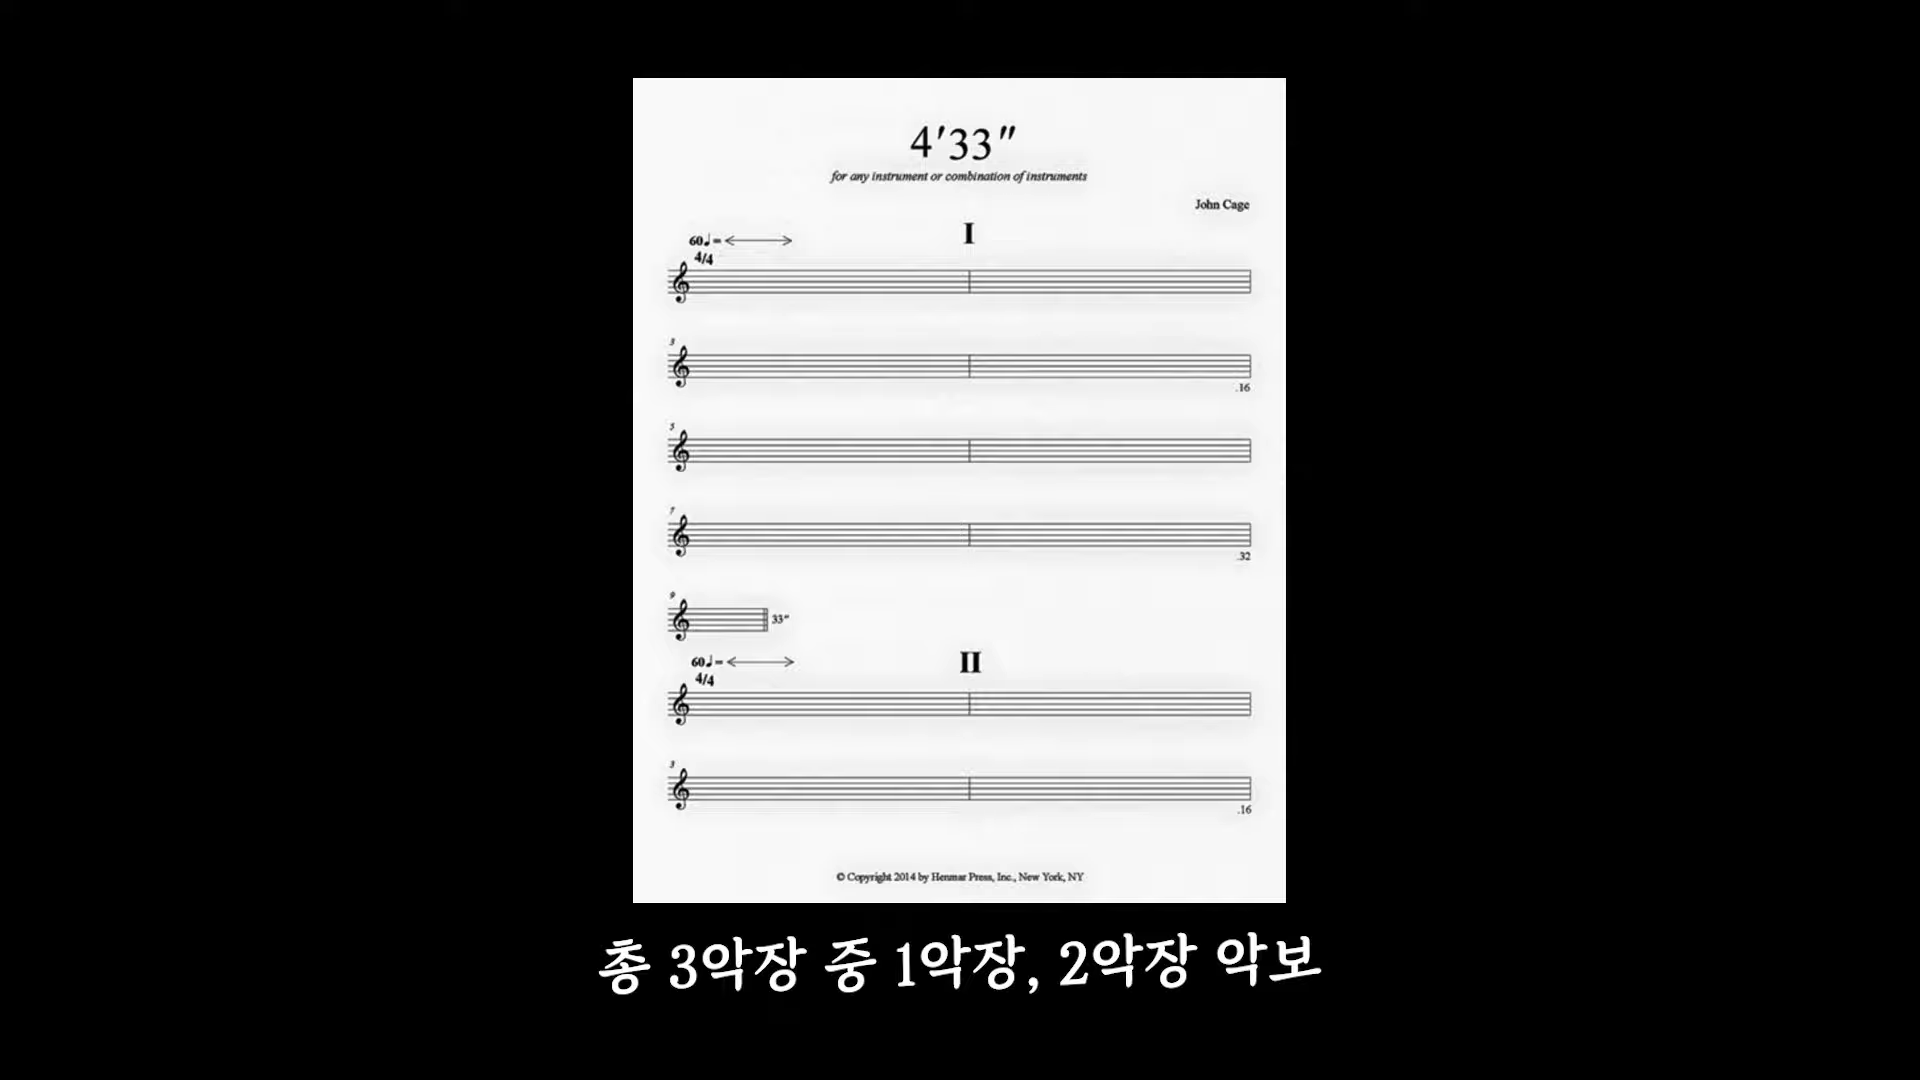 4'33"
for any instrument or combination of instruments
John Cage
I
60♩=
4/4
3
.16
5
7
.32
9
33"
II
60♩=
4/4
3
.16
© Copyright 2014 by Henmar Press, Inc., New York, NY
총 3악장 중 1악장, 2악장 악보